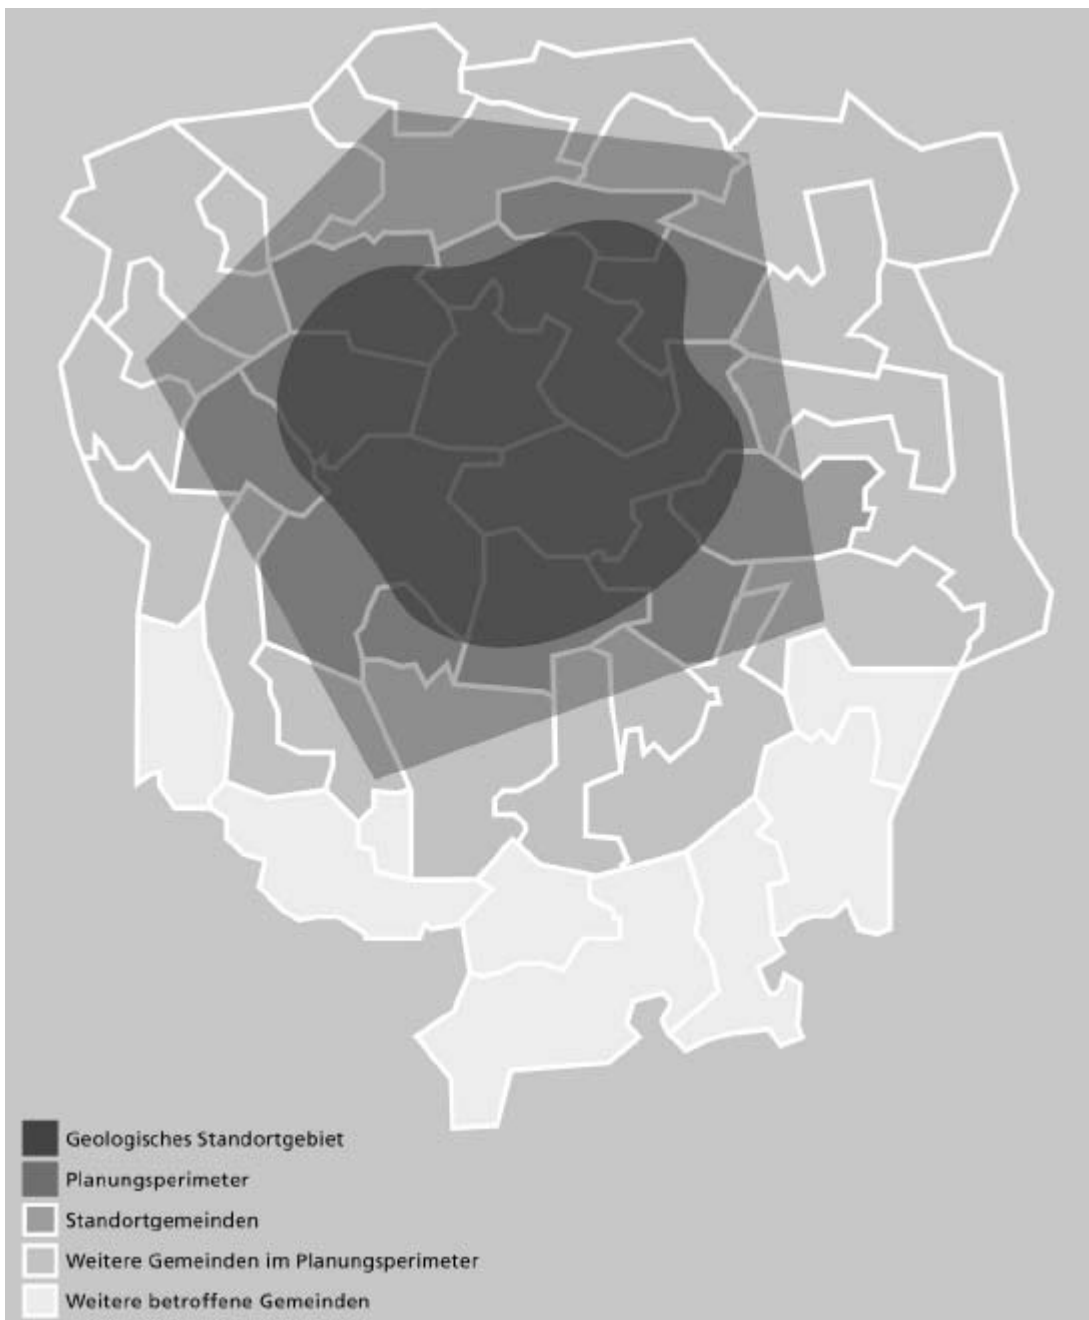 Geologisches Standortgebiet
Planungsperimeter
Standortgemeinden
Weitere Gemeinden im Planungsperimeter
Weitere betroffene Gemeinden